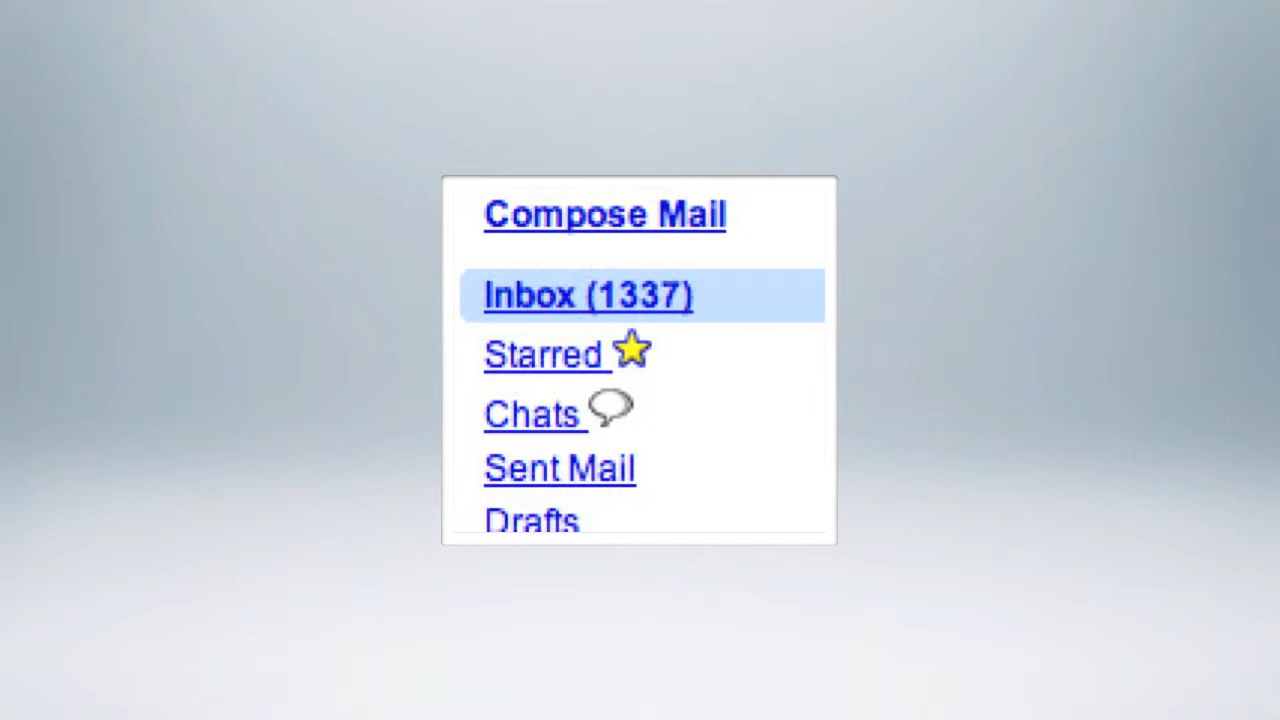 Compose Mail
Inbox (1337)
Starred
Chats
Sent Mail
Drafts